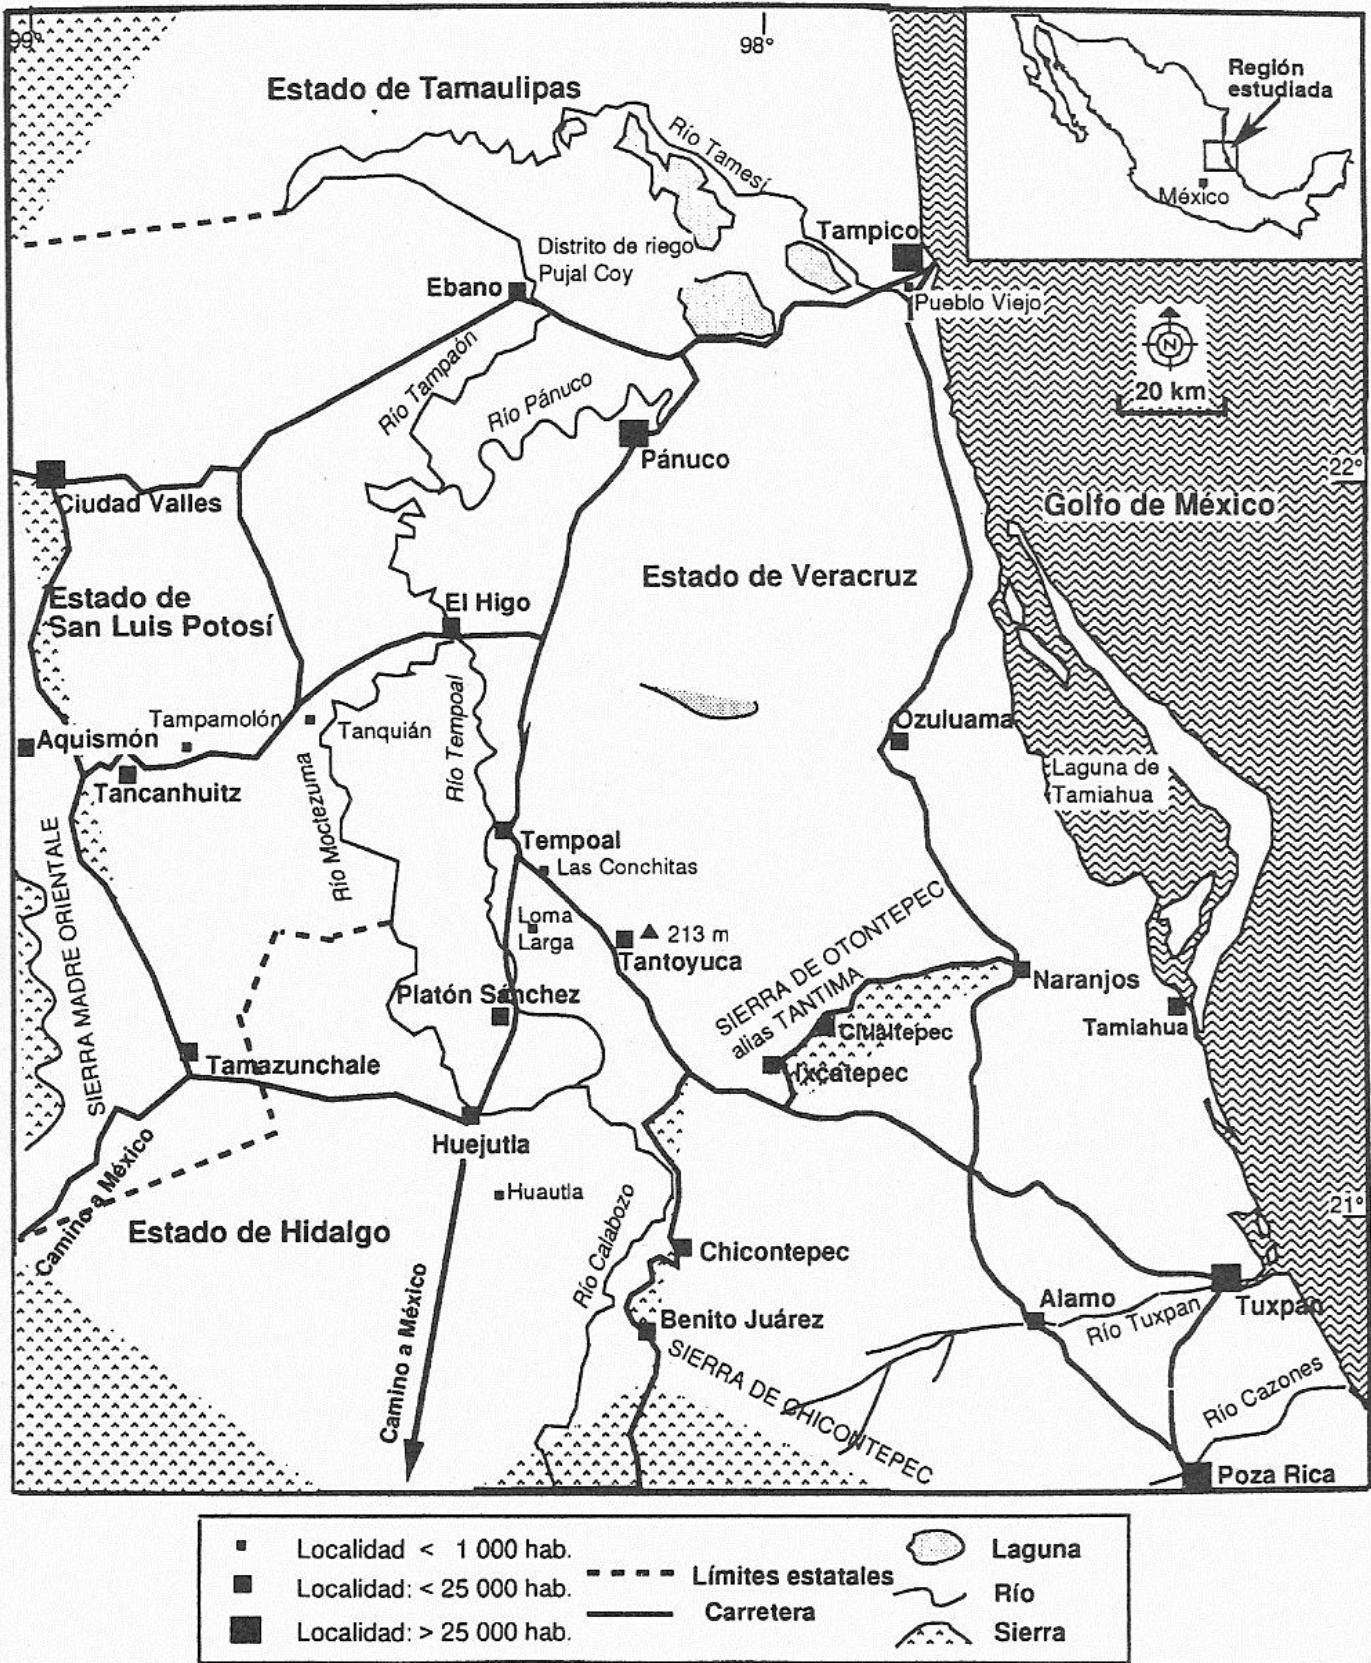 99°
98°
Estado de Tamaulipas
Región
estudiada
México
Río Tamesí
Tampico
Distrito de riego
Pujal Coy
Ebano
Pueblo Viejo
N
20 km
Río Tampaón
Río Pánuco
Pánuco
22°
Ciudad Valles
Golfo de México
Estado de Veracruz
Estado de
San Luis Potosí
El Higo
Tampamolón
Tanquián
Río Tempoal
Ozuluama
Aquismón
Tancanhuitz
Río Moctezuma
Laguna de
Tamiahua
Tempoal
Las Conchitas
SIERRA MADRE ORIENTALE
Loma
Larga
213 m
Tantoyuca
SIERRA DE OTONTEPEC
alias TANTIMA
Naranjos
Platón Sánchez
Citlaltepec
Tamiahua
Tamazunchale
Ixcatepec
Huejutla
Camino a México
Huautla
Río Calabozo
21°
Estado de Hidalgo
Chicontepec
Camino a México
Alamo
Tuxpan
Río Tuxpan
Benito Juárez
SIERRA DE CHICONTEPEC
Río Cazones
Poza Rica
Localidad < 1 000 hab.
Localidad: < 25 000 hab.
Localidad: > 25 000 hab.
Límites estatales
Carretera
Laguna
Río
Sierra